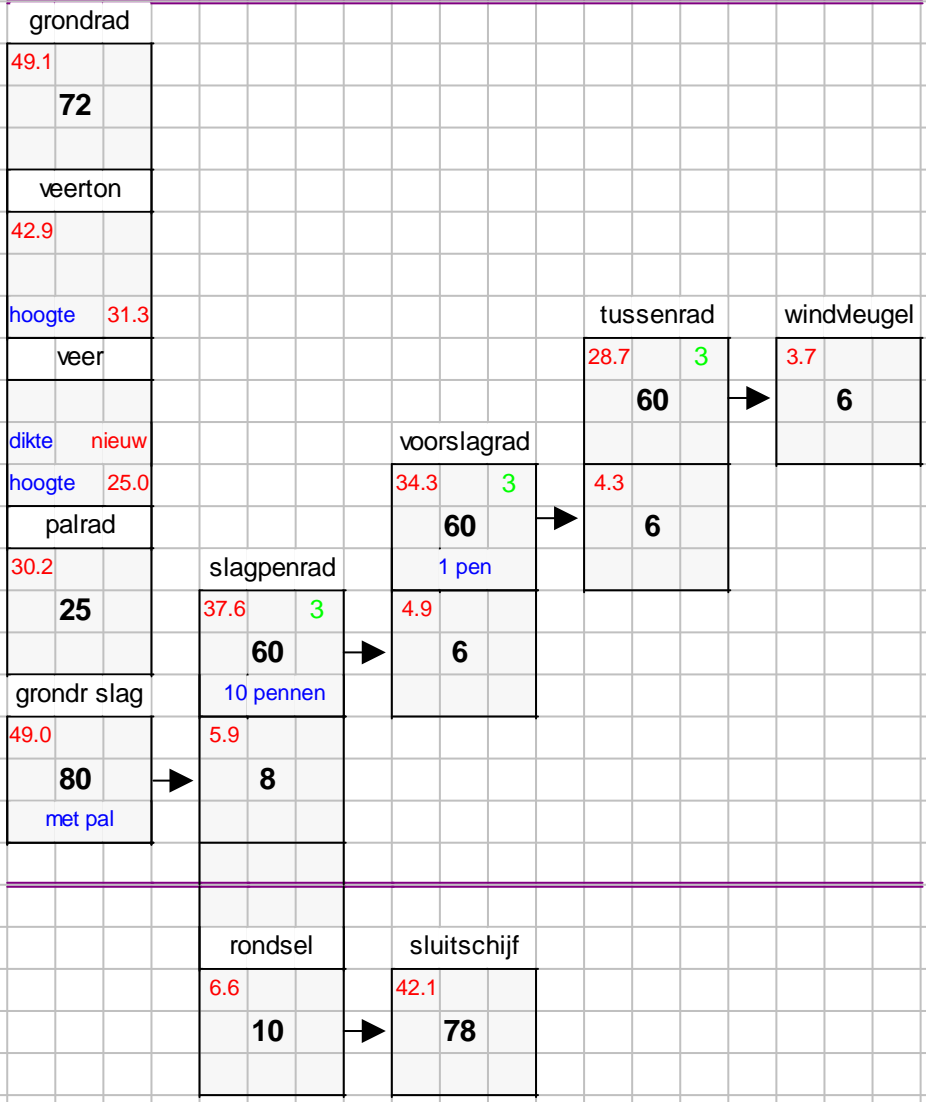 grondrad
49.1
72
veerton
42.9
hoogte 31.3
tussenrad
windvleugel
veer
28.7 3
3.7
60
6
dikte nieuw
voorslagrad
hoogte 25.0
34.3 3
4.3
palrad
60
6
30.2
slagpenrad
1 pen
25
37.6 3
4.9
60
6
grondr slag
10 pennen
49.0
5.9
80
8
met pal
rondsel
sluitschijf
6.6
42.1
10
78